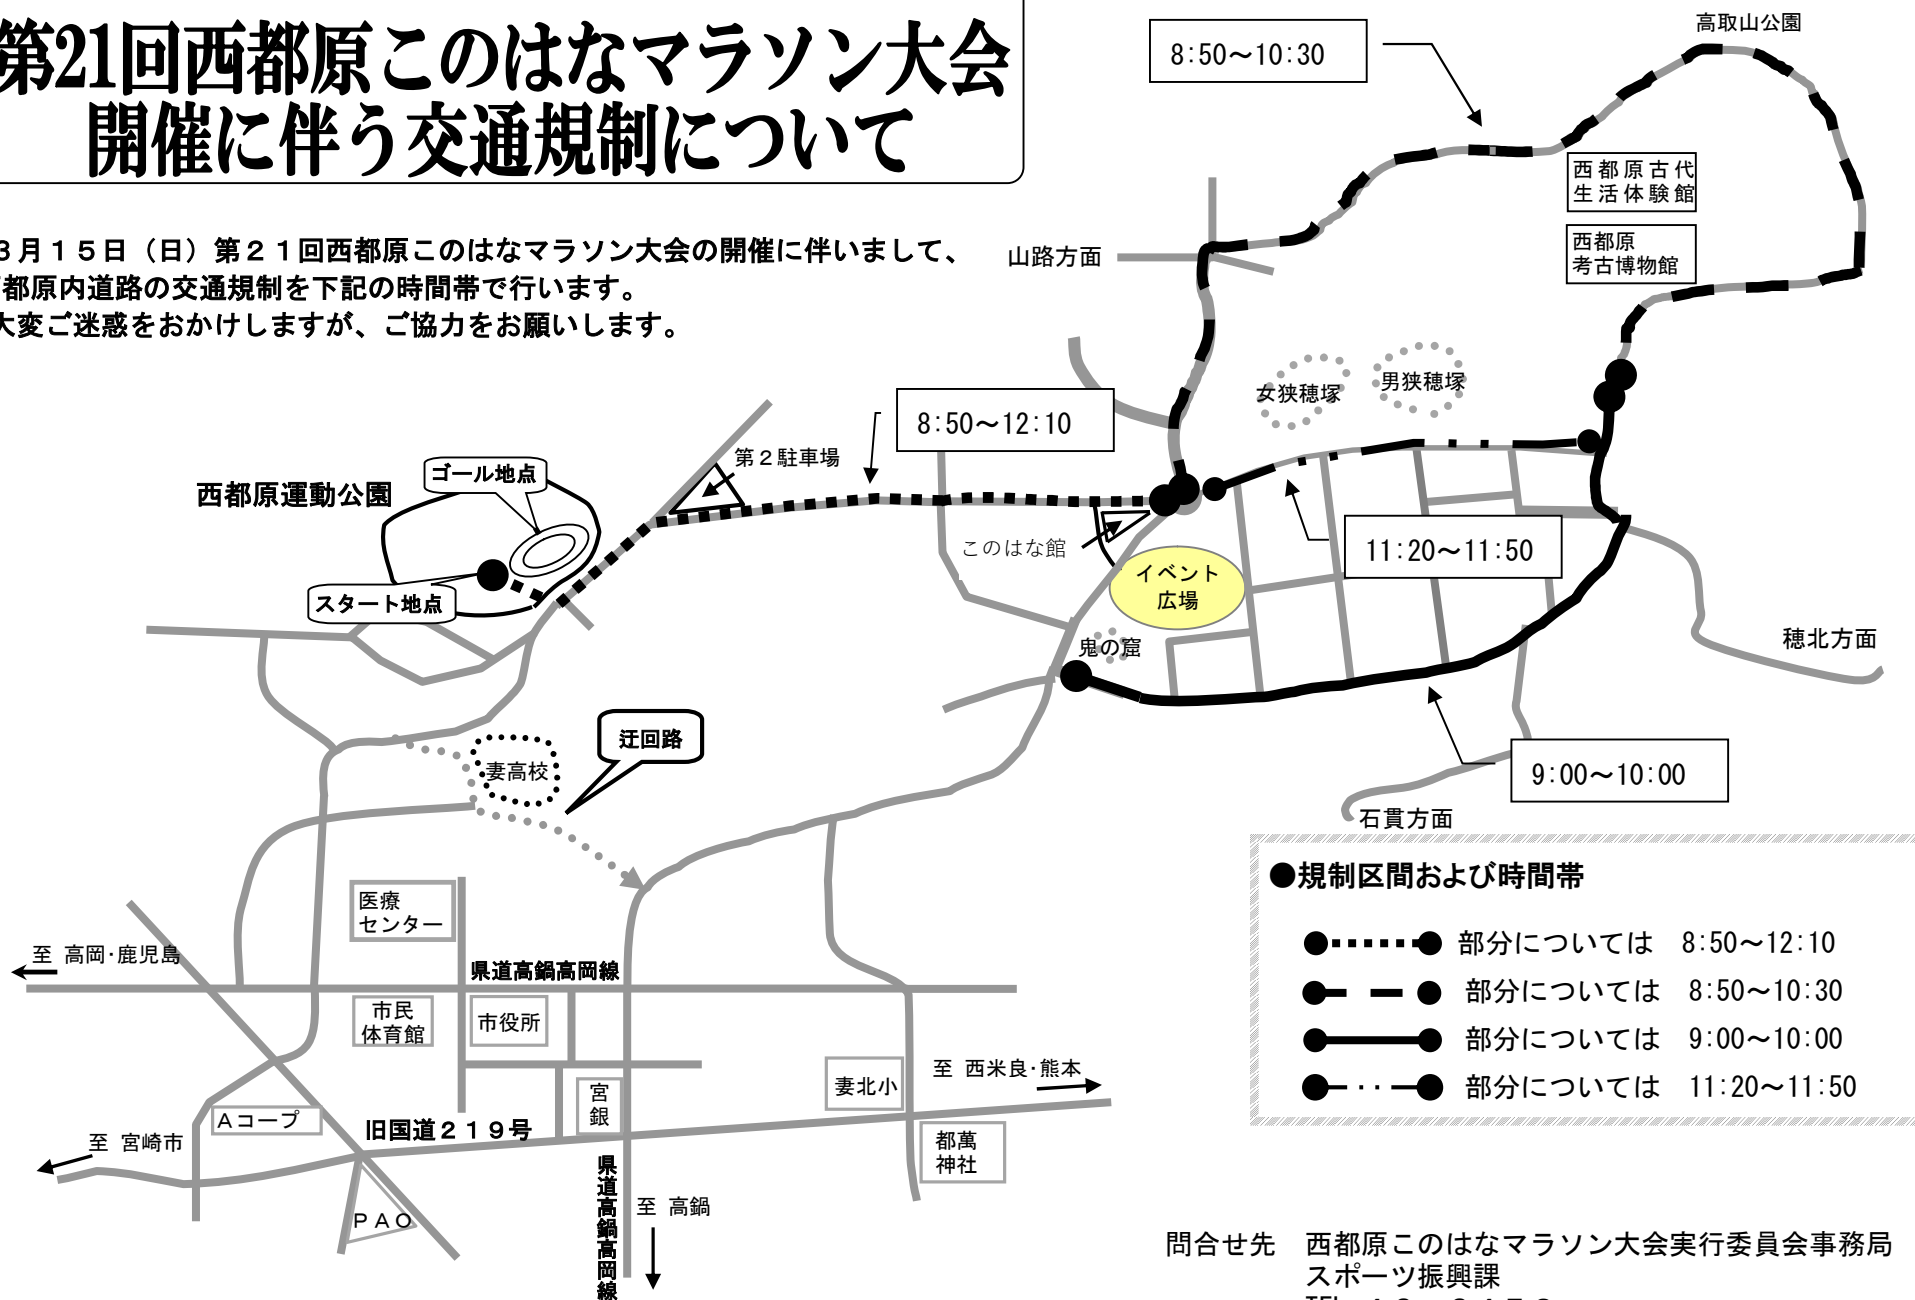 第21回西都原このはなマラソン大会
開催に伴う交通規制について
３月１５日（日）第２１回西都原このはなマラソン大会の開催に伴いまして、
都原内道路の交通規制を下記の時間帯で行います。
大変ご迷惑をおかけしますが、ご協力をお願いします。
高取山公園
8:50～10:30
西都原古代
生活体験館
西都原
考古博物館
山路方面
女狭穂塚
男狭穂塚
8:50～12:10
第２駐車場
ゴール地点
西都原運動公園
このはな館
11:20～11:50
イベント
広場
スタート地点
鬼の窟
穂北方面
迂回路
妻高校
9:00～10:00
石貫方面
●規制区間および時間帯
部分については　8:50～12:10
部分については　8:50～10:30
部分については　9:00～10:00
部分については　11:20～11:50
医療
センター
至 高岡・鹿児島
県道高鍋高岡線
市民
体育館
市役所
至 西米良・熊本
妻北小
宮
銀
Ａコープ
旧国道２１９号
至 宮崎市
都萬
神社
県道高鍋高岡線
至 高鍋
ＰＡＯ
問合せ先　西都原このはなマラソン大会実行委員会事務局
スポーツ振興課